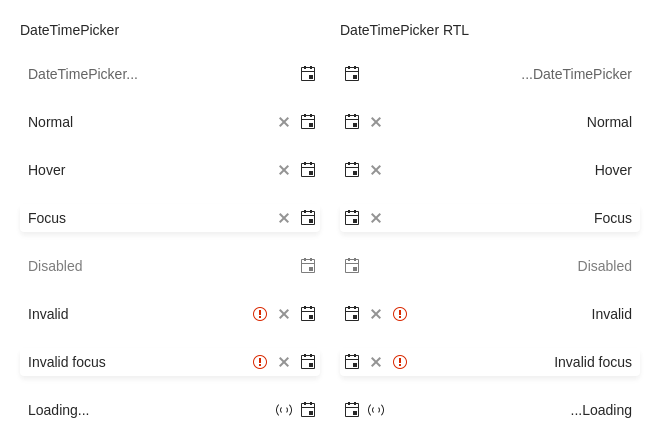 DateTimePicker
DateTimePicker RTL
DateTimePicker...
...DateTimePicker
Normal
Normal
Hover
Hover
Focus
Focus
Disabled
Disabled
Invalid
Invalid
Invalid focus
Invalid focus
Loading...
...Loading